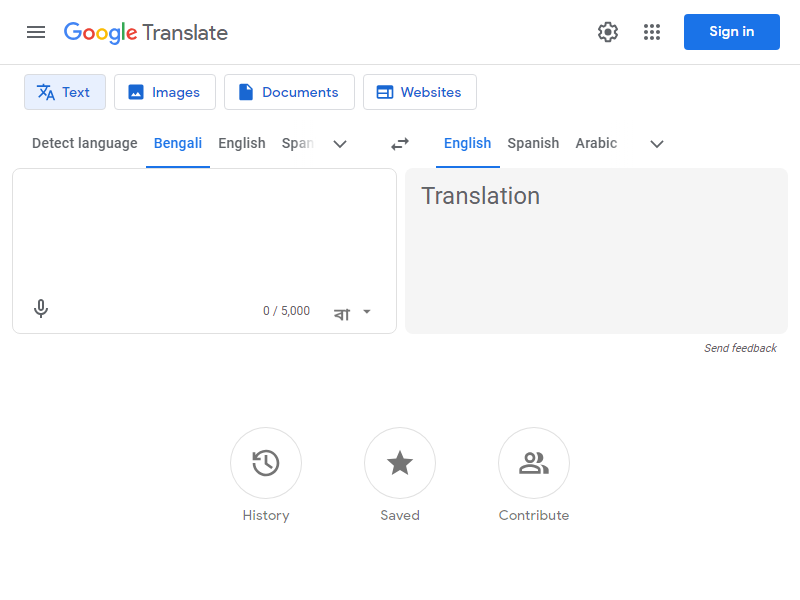 Google Translate
Sign in
Text
Images
Documents
Websites
Detect language
Bengali
English
Span
English
Spanish
Arabic
Translation
0 / 5,000
বা
Send feedback
History
Saved
Contribute